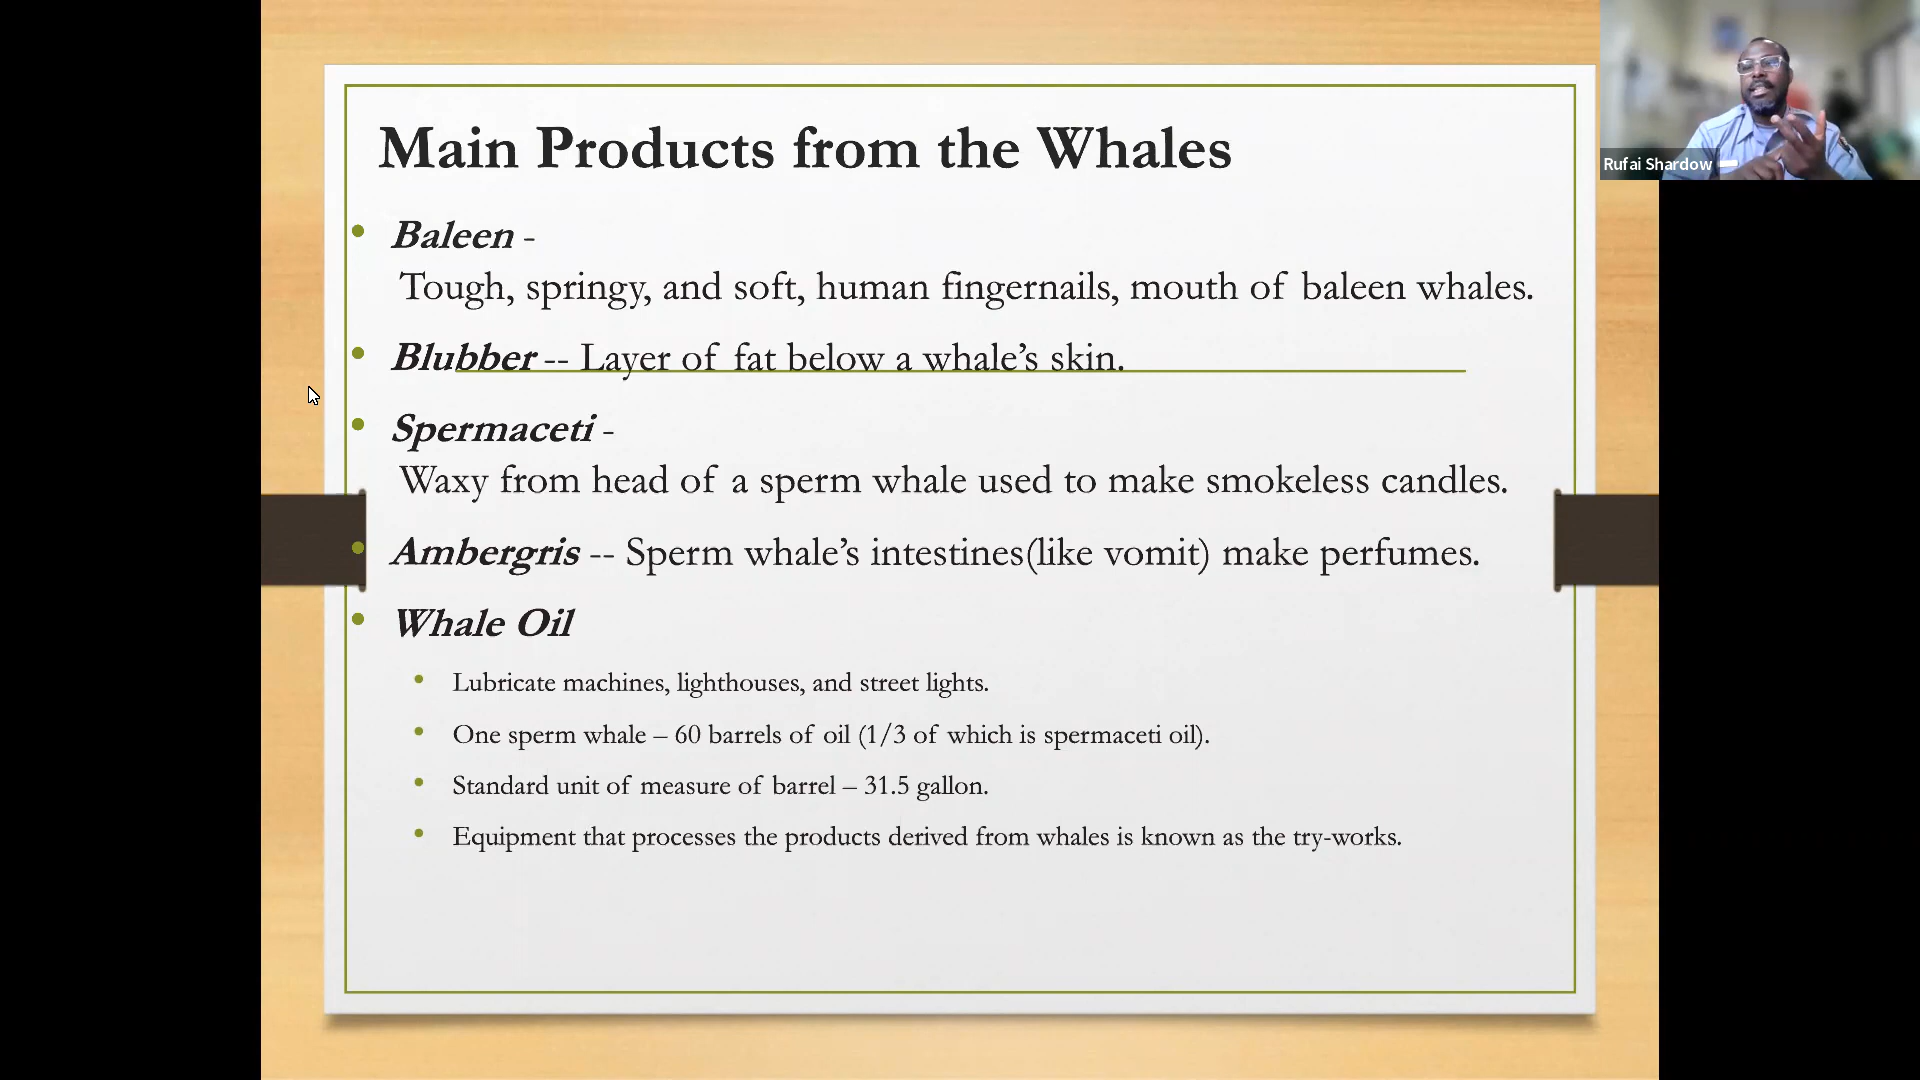 Main Products from the Whales
Baleen -
Tough, springy, and soft, human fingernails, mouth of baleen whales.
Blubber -- Layer of fat below a whale’s skin.
Spermaceti -
Waxy from head of a sperm whale used to make smokeless candles.
Ambergris -- Sperm whale’s intestines(like vomit) make perfumes.
Whale Oil
Lubricate machines, lighthouses, and street lights.
One sperm whale – 60 barrels of oil (1/3 of which is spermaceti oil).
Standard unit of measure of barrel – 31.5 gallon.
Equipment that processes the products derived from whales is known as the try-works.
Rufai Shardow